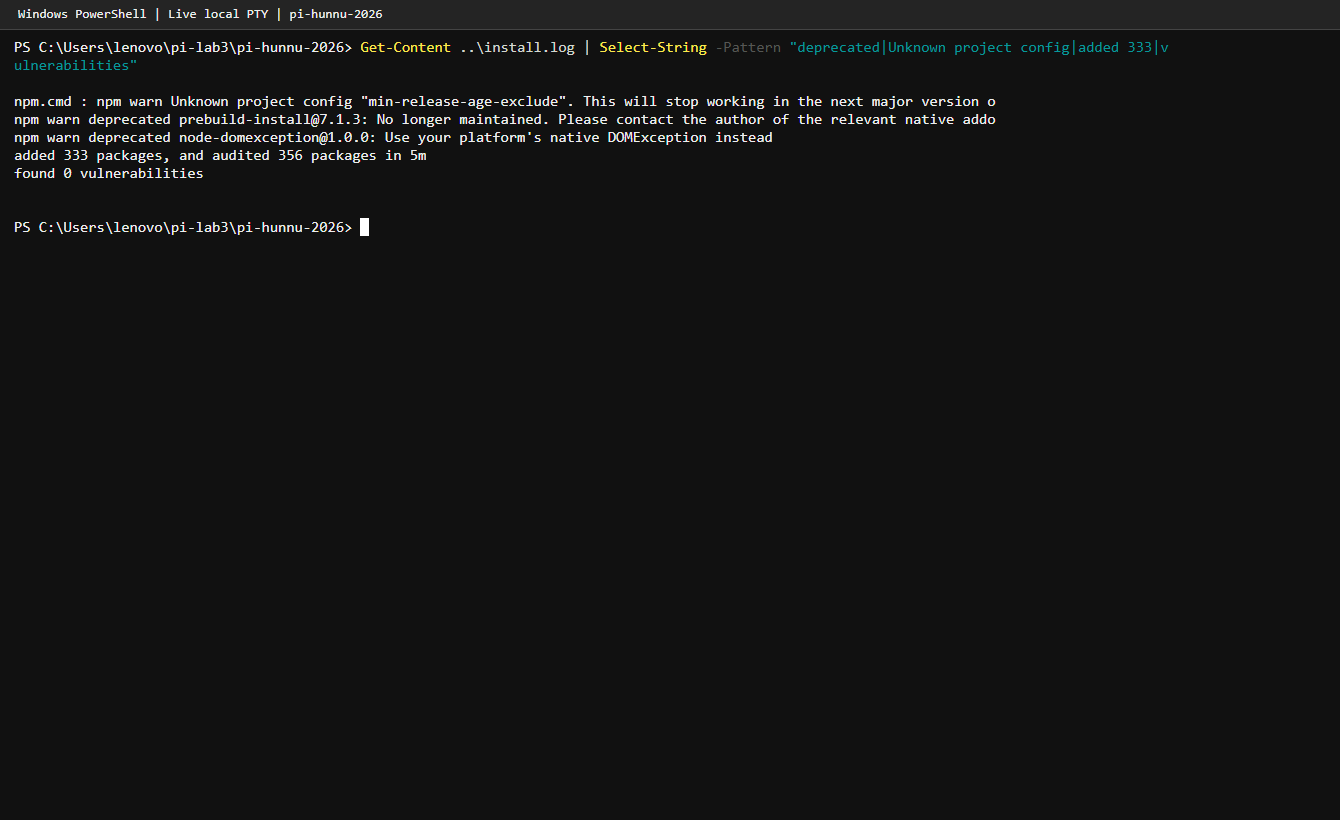 Windows PowerShell | Live local PTY | pi-hunnu-2026
PS C:\Users\lenovo\pi-lab3\pi-hunnu-2026> Get-Content ..\install.log | Select-String -Pattern "deprecated|Unknown project config|added 333|v
ulnerabilities"
npm.cmd : npm warn Unknown project config "min-release-age-exclude". This will stop working in the next major version o
npm warn deprecated prebuild-install@7.1.3: No longer maintained. Please contact the author of the relevant native addo
npm warn deprecated node-domexception@1.0.0: Use your platform's native DOMException instead
added 333 packages, and audited 356 packages in 5m
found 0 vulnerabilities
PS C:\Users\lenovo\pi-lab3\pi-hunnu-2026>